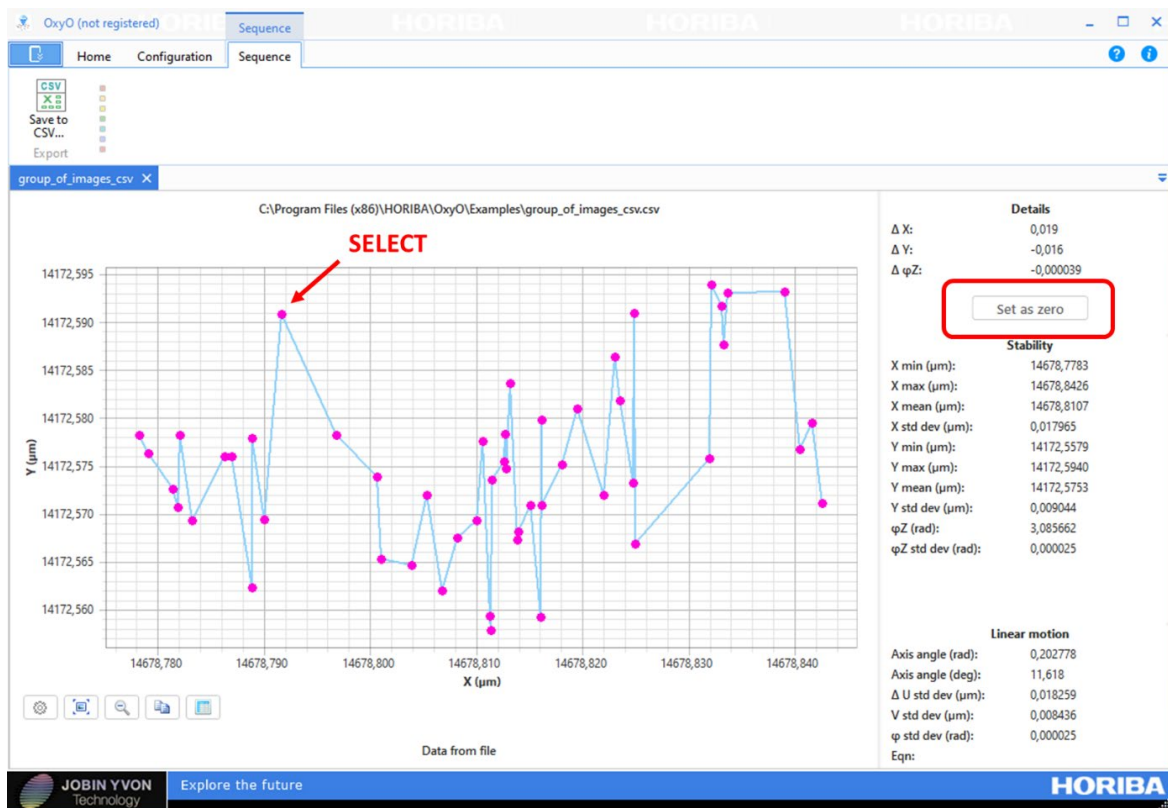 OxyO (not registered)
Sequence
HORIBA HORIBA HORIBA HORIBA
Home Configuration Sequence
CSV
Save to
CSV...
Export
group_of_images_csv
C:\Program Files (x86)\HORIBA\OxyO\Examples\group_of_images_csv.csv
SELECT
Y (µm)
14172,595
14172,590
14172,585
14172,580
14172,575
14172,570
14172,565
14172,560
14678,780 14678,790 14678,800 14678,810 14678,820 14678,830 14678,840
X (µm)
Data from file
Details
Δ X: 0,019
Δ Y: -0,016
Δ φZ: -0,000039
Set as zero
Stability
X min (µm): 14678,7783
X max (µm): 14678,8426
X mean (µm): 14678,8107
X std dev (µm): 0,017965
Y min (µm): 14172,5579
Y max (µm): 14172,5940
Y mean (µm): 14172,5753
Y std dev (µm): 0,009044
φZ (rad): 3,085662
φZ std dev (rad): 0,000025
Linear motion
Axis angle (rad): 0,202778
Axis angle (deg): 11,618
Δ U std dev (µm): 0,018259
V std dev (µm): 0,008436
φ std dev (rad): 0,000025
Eqn:
JOBIN YVON
Technology
Explore the future
HORIBA